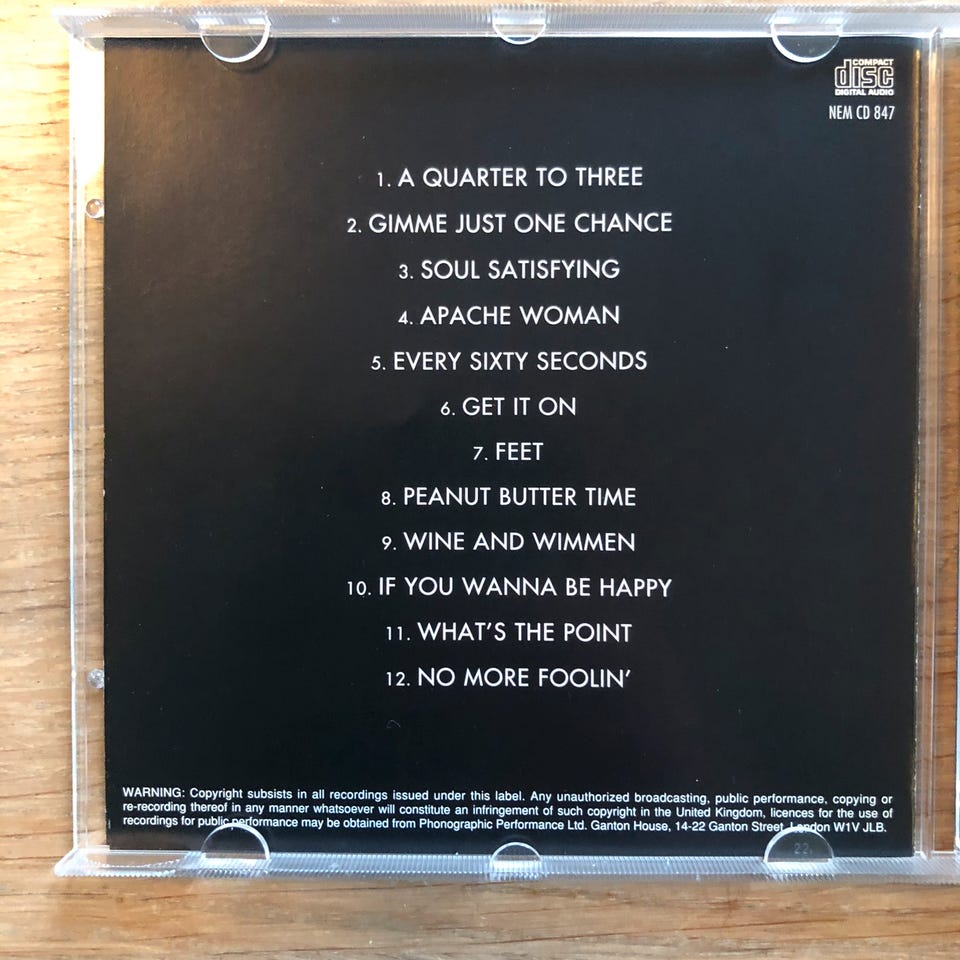 COMPACT
disc
DIGITAL AUDIO
NEM CD 847
1. A QUARTER TO THREE
2. GIMME JUST ONE CHANCE
3. SOUL SATISFYING
4. APACHE WOMAN
5. EVERY SIXTY SECONDS
6. GET IT ON
7. FEET
8. PEANUT BUTTER TIME
9. WINE AND WIMMEN
10. IF YOU WANNA BE HAPPY
11. WHAT'S THE POINT
12. NO MORE FOOLIN'
WARNING: Copyright subsists in all recordings issued under this label. Any unauthorized broadcasting, public performance, copying or
re-recording thereof in any manner whatsoever will constitute an infringement of such copyright in the United Kingdom, licences for the use of
recordings for public performance may be obtained from Phonographic Performance Ltd. Ganton House, 14-22 Ganton Street, London W1V JLB.
22